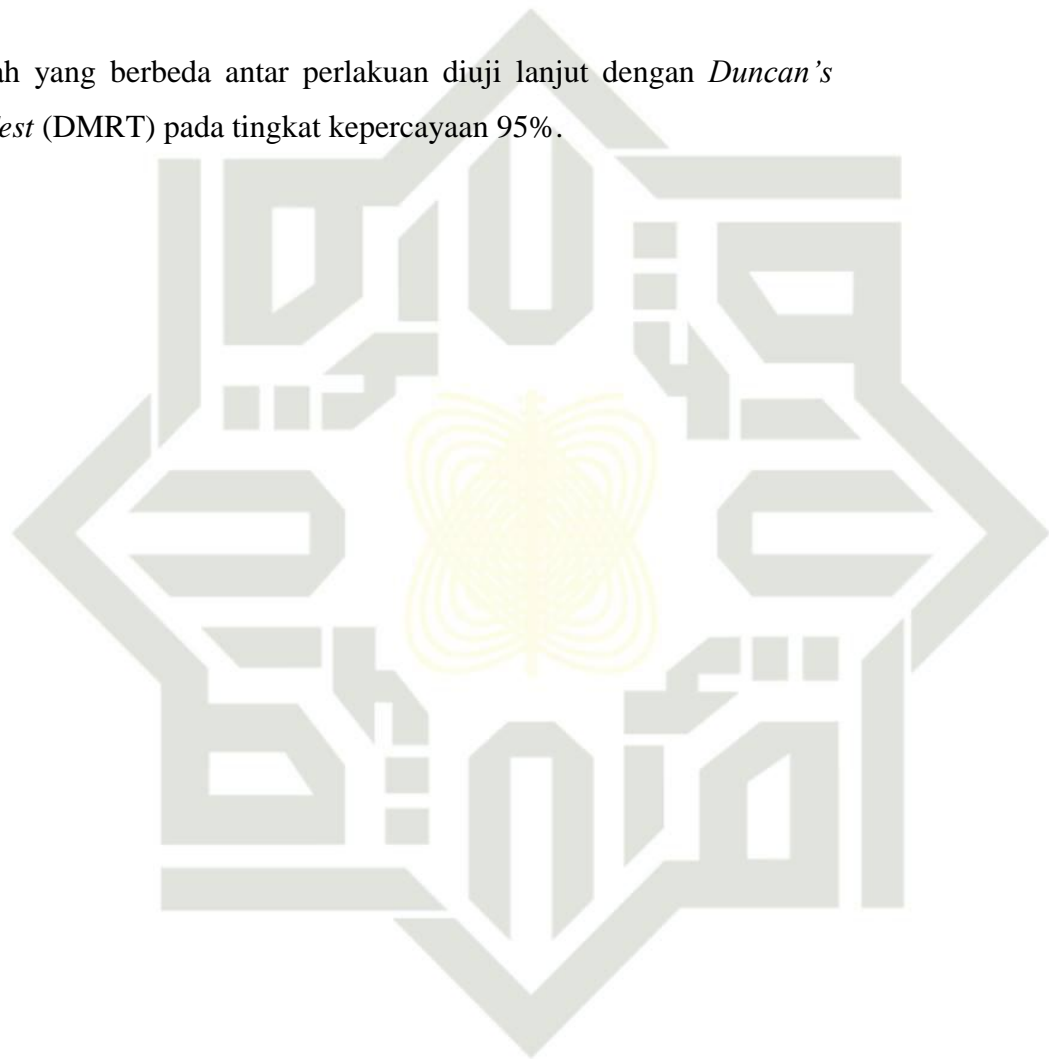 ah yang berbeda antar perlakuan diuji lanjut dengan Duncan's
est (DMRT) pada tingkat kepercayaan 95%.